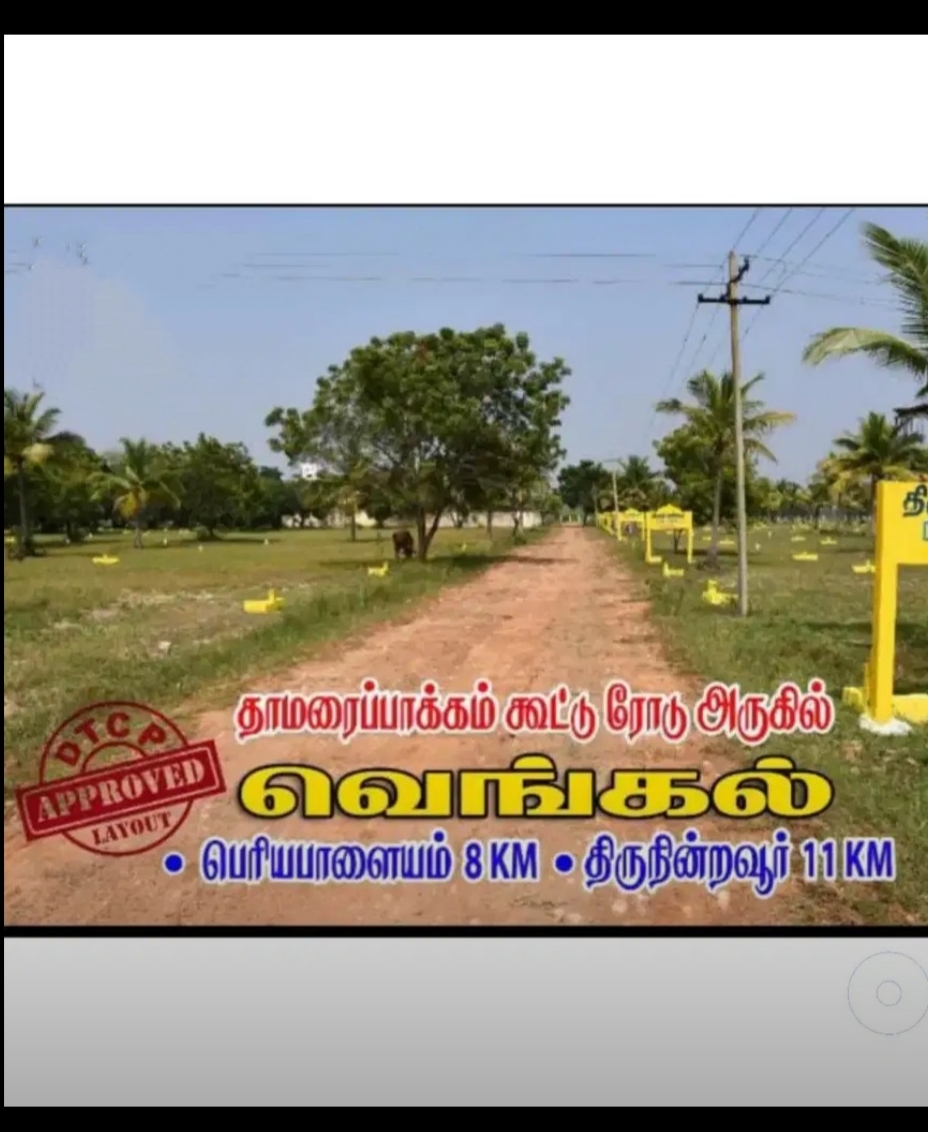 தாமரைப்பாக்கம் கூட்டு ரோடு அருகில்
வெங்கல்
• பெரியபாளையம் 8 KM • திருநின்றவூர் 11 KM
DTCP
APPROVED
LAYOUT